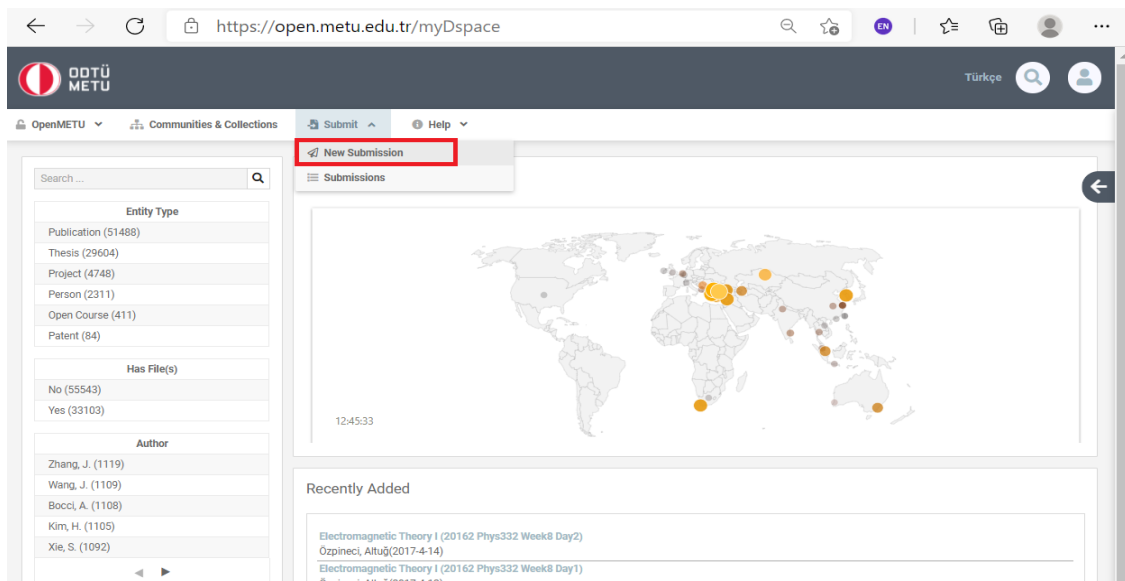 https://open.metu.edu.tr/myDspace
EN
ODTÜ
METU
Türkçe
OpenMETU
Communities & Collections
Submit
Help
New Submission
Submissions
Search ...
Entity Type
Publication (51488)
Thesis (29604)
Project (4748)
Person (2311)
Open Course (411)
Patent (84)
Has File(s)
No (55543)
Yes (33103)
Author
Zhang, J. (1119)
Wang, J. (1109)
Bocci, A. (1108)
Kim, H. (1105)
Xie, S. (1092)
12:45:33
Recently Added
Electromagnetic Theory I (20162 Phys332 Week8 Day2)
Özpineci, Altuğ(2017-4-14)
Electromagnetic Theory I (20162 Phys332 Week8 Day1)